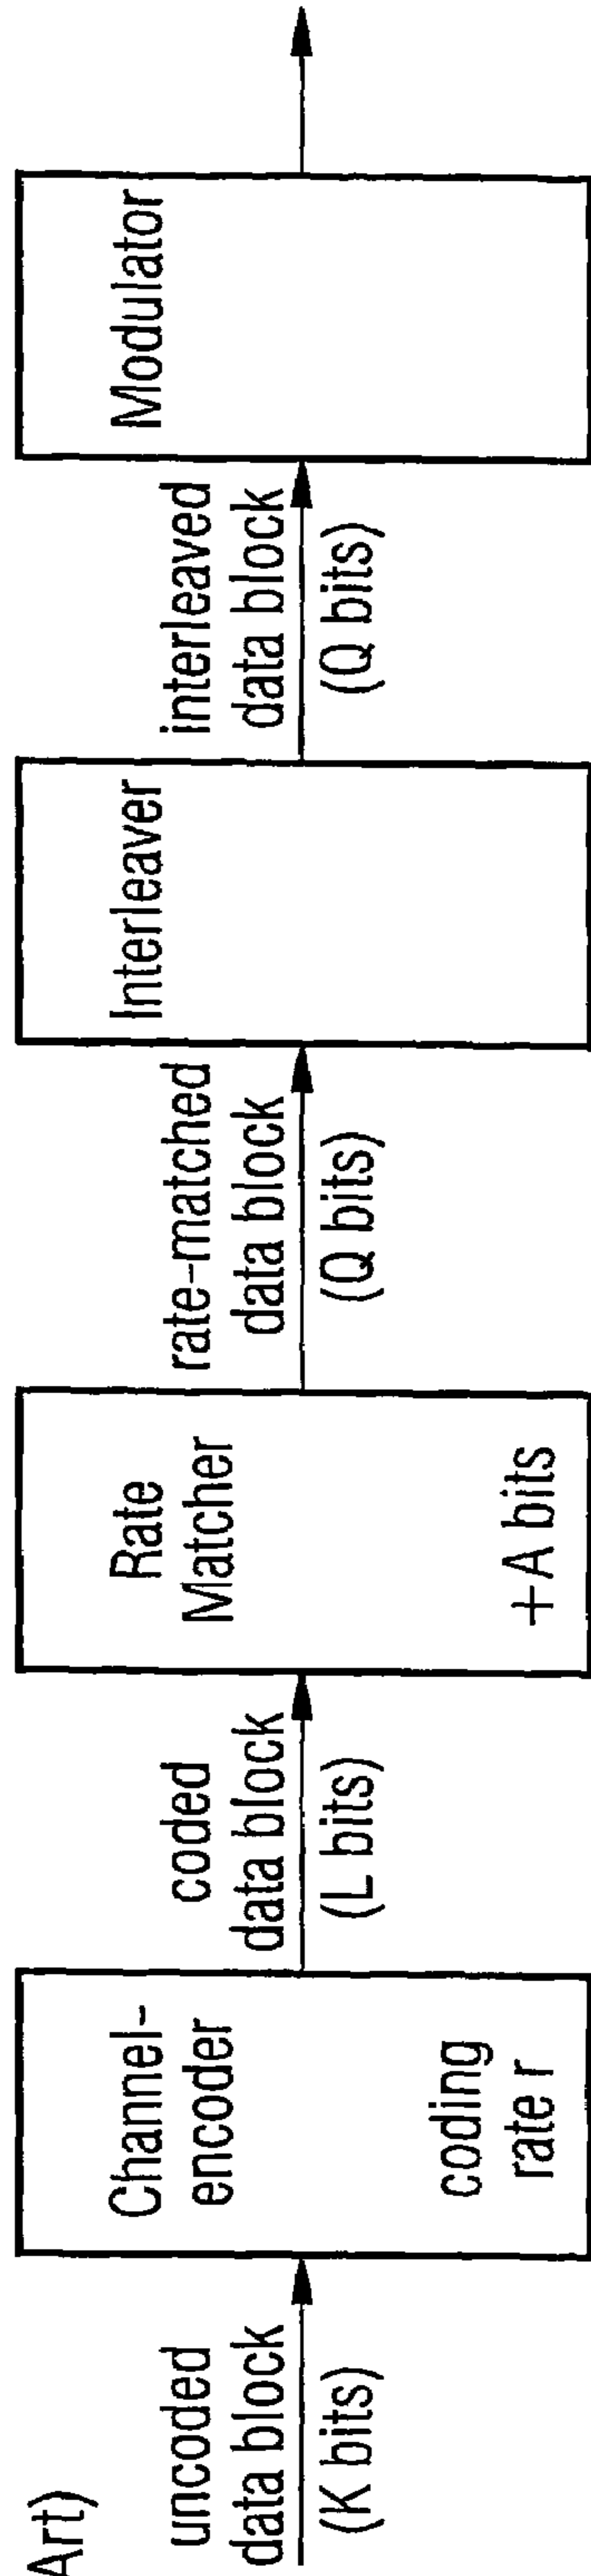 Art)
uncoded
data block
(K bits)
Channel-
encoder
coding
rate r
coded
data block
(L bits)
Rate
Matcher
+A bits
rate-matched
data block
(Q bits)
Interleaver
interleaved
data block
(Q bits)
Modulator